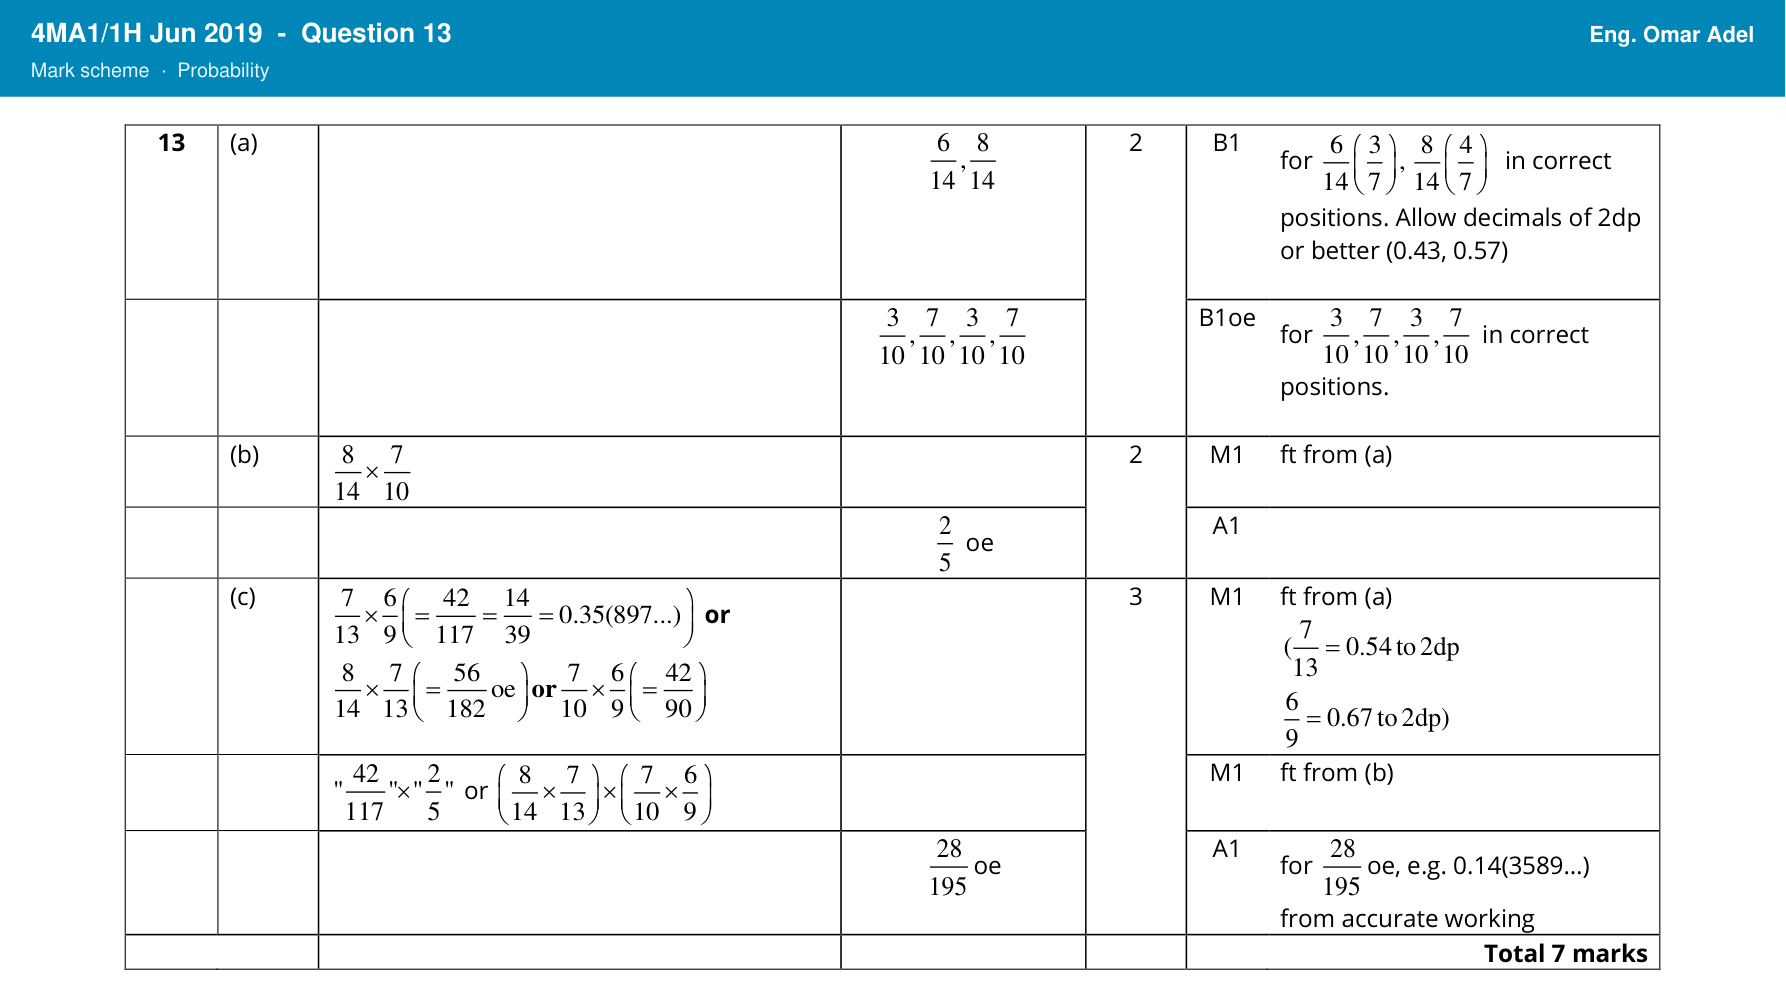 4MA1/1H Jun 2019 - Question 13
Eng. Omar Adel
Mark scheme · Probability
13 (a) 6/14, 8/14 2 B1 for 6/14 (3/7), 8/14 (4/7) in correct
positions. Allow decimals of 2dp
or better (0.43, 0.57)
3/10, 7/10, 3/10, 7/10 B1oe for 3/10, 7/10, 3/10, 7/10 in correct
positions.
(b) 8/14 × 7/10 2 M1 ft from (a)
2/5 oe A1
(c) 7/13 × 6/9 (= 42/117 = 14/39 = 0.35(897...)) or 3 M1 ft from (a)
(7/13 = 0.54 to 2dp
8/14 × 7/13 (= 56/182 oe) or 7/10 × 6/9 (= 42/90)
6/9 = 0.67 to 2dp)
"42/117" × "2/5" or (8/14 × 7/13) × (7/10 × 6/9) M1 ft from (b)
28/195 oe A1 for 28/195 oe, e.g. 0.14(3589...)
from accurate working
Total 7 marks